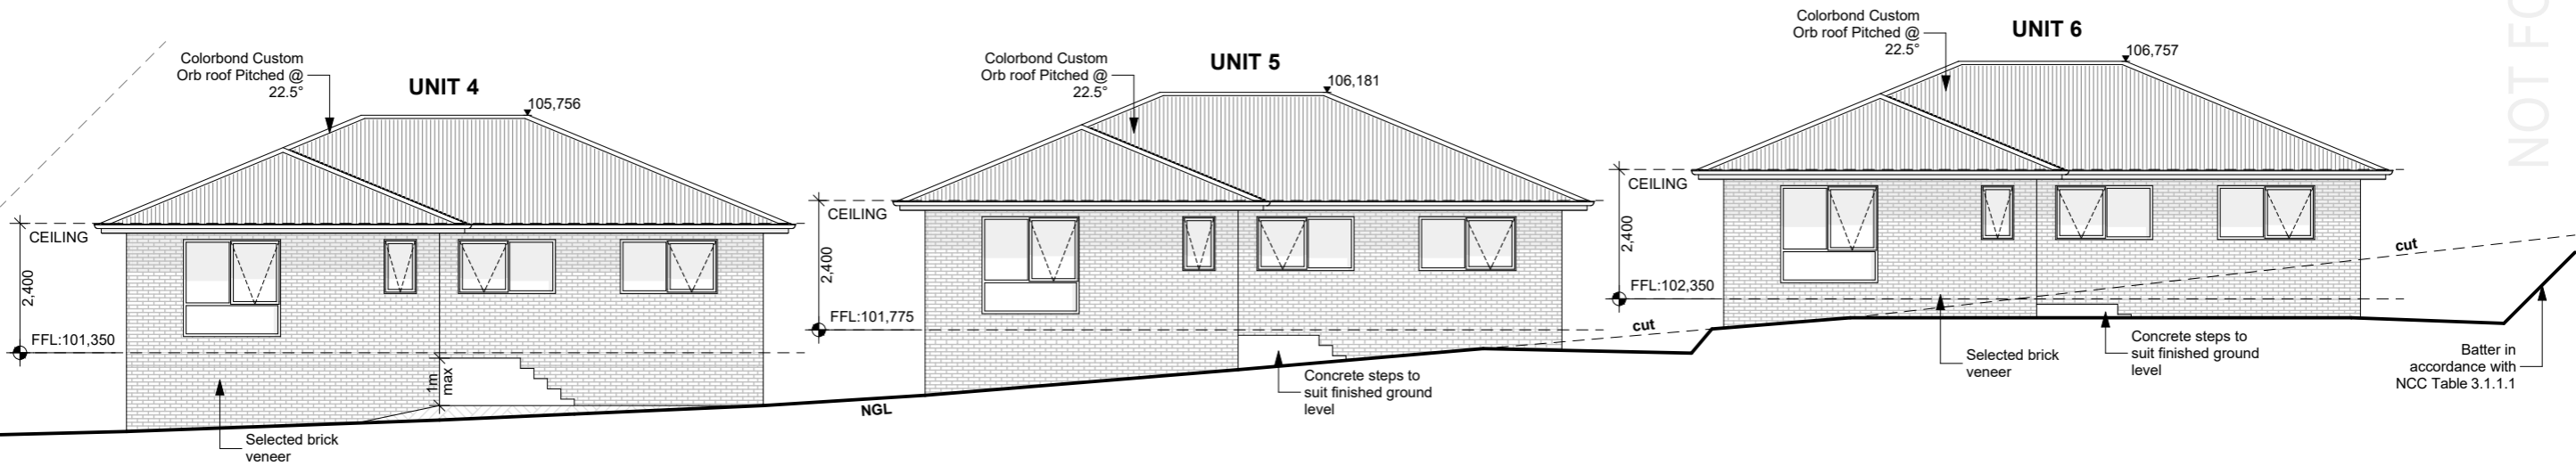 Colorbond Custom
Orb roof Pitched @
22.5°
UNIT 4
105,756
CEILING
2,400
FFL:101,350
1m
max
Selected brick
veneer
Colorbond Custom
Orb roof Pitched @
22.5°
UNIT 5
106,181
CEILING
2,400
FFL:101,775
NGL
Concrete steps to
suit finished ground
level
cut
Colorbond Custom
Orb roof Pitched @
22.5°
UNIT 6
106,757
CEILING
2,400
FFL:102,350
Selected brick
veneer
Concrete steps to
suit finished ground
level
cut
Batter in
accordance with
NCC Table 3.1.1.1
NOT FO